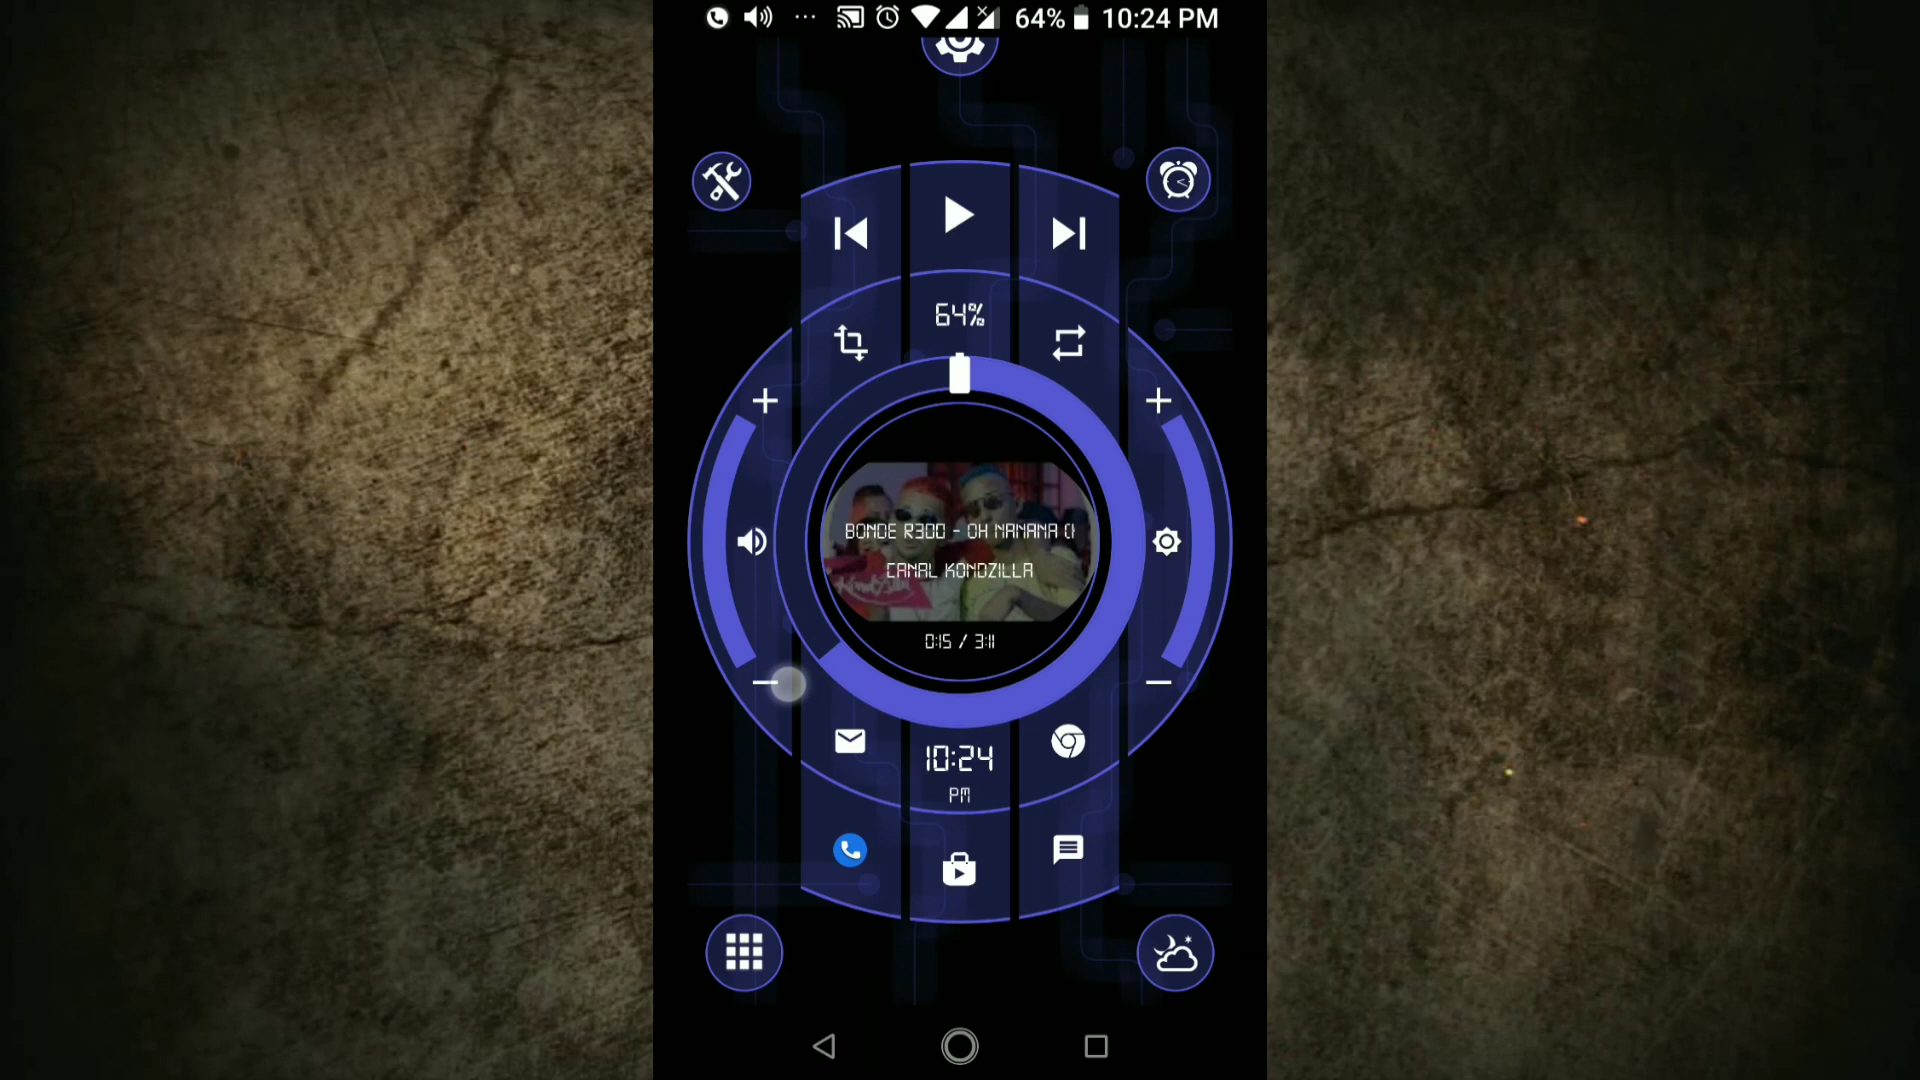 64% 10:24 PM
64%
BONDE R300 - OH NANANA (K
CANAL KONDZILLA
0:15 / 3:11
10:24
PM